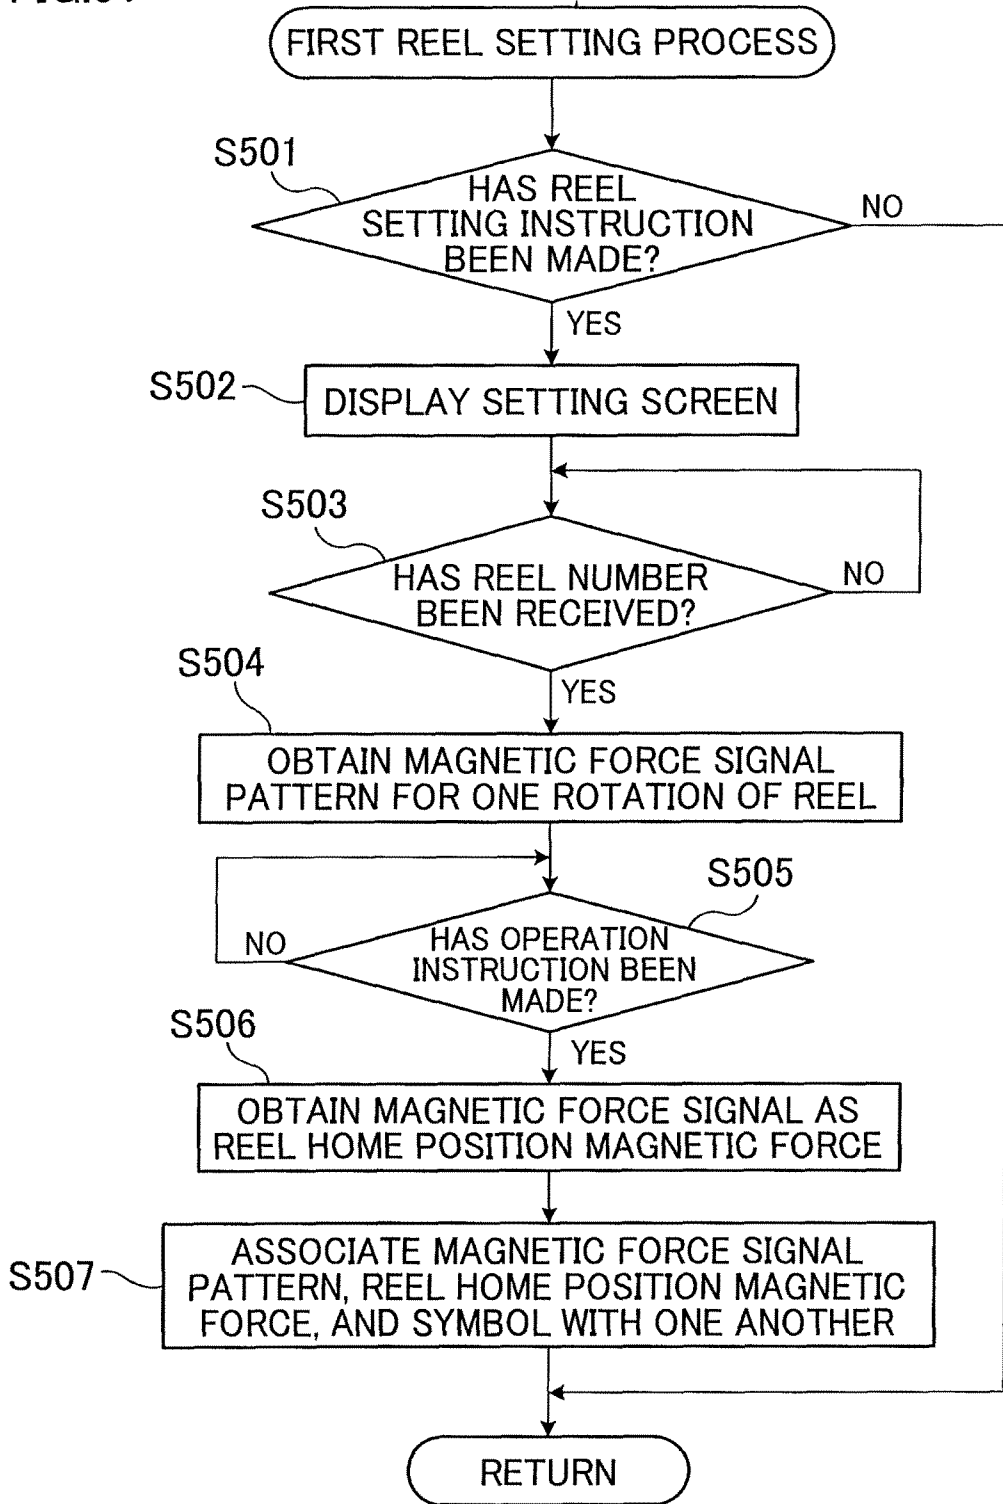 FIRST REEL SETTING PROCESS
S501
HAS REEL
SETTING INSTRUCTION
BEEN MADE?
NO
YES
S502
DISPLAY SETTING SCREEN
S503
HAS REEL NUMBER
BEEN RECEIVED?
NO
YES
S504
OBTAIN MAGNETIC FORCE SIGNAL
PATTERN FOR ONE ROTATION OF REEL
S505
HAS OPERATION
INSTRUCTION BEEN
MADE?
NO
YES
S506
OBTAIN MAGNETIC FORCE SIGNAL AS
REEL HOME POSITION MAGNETIC FORCE
S507
ASSOCIATE MAGNETIC FORCE SIGNAL
PATTERN, REEL HOME POSITION MAGNETIC
FORCE, AND SYMBOL WITH ONE ANOTHER
RETURN